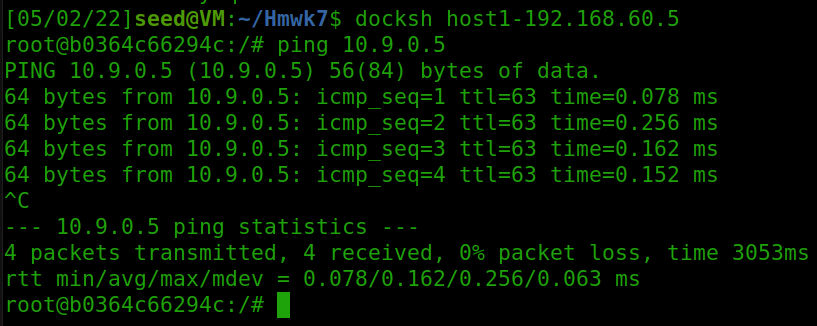 [05/02/22]seed@VM:~/Hmwk7$ docksh host1-192.168.60.5
root@b0364c66294c:/# ping 10.9.0.5
PING 10.9.0.5 (10.9.0.5) 56(84) bytes of data.
64 bytes from 10.9.0.5: icmp_seq=1 ttl=63 time=0.078 ms
64 bytes from 10.9.0.5: icmp_seq=2 ttl=63 time=0.256 ms
64 bytes from 10.9.0.5: icmp_seq=3 ttl=63 time=0.162 ms
64 bytes from 10.9.0.5: icmp_seq=4 ttl=63 time=0.152 ms
^C
--- 10.9.0.5 ping statistics ---
4 packets transmitted, 4 received, 0% packet loss, time 3053ms
rtt min/avg/max/mdev = 0.078/0.162/0.256/0.063 ms
root@b0364c66294c:/#